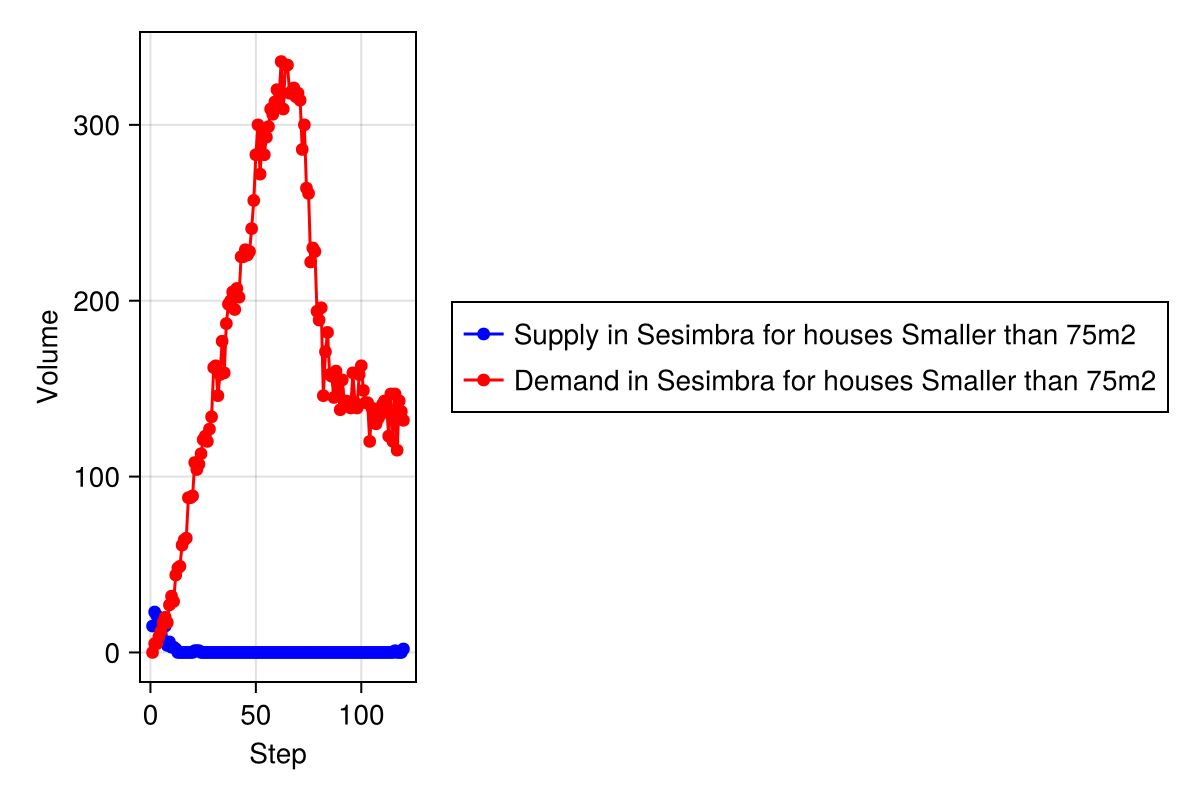 Volume
300
200
100
0
0 50 100
Step
Supply in Sesimbra for houses Smaller than 75m2
Demand in Sesimbra for houses Smaller than 75m2